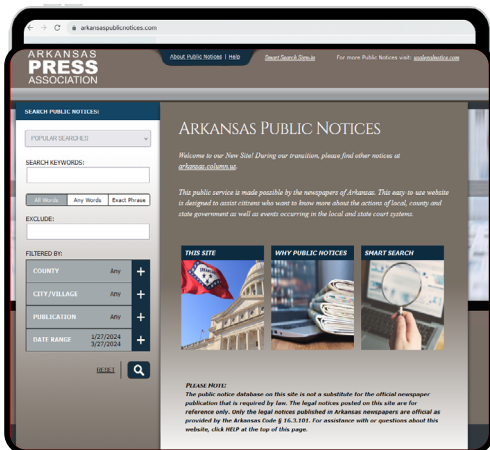 arkansaspublicnotices.com
ARKANSAS
PRESS
ASSOCIATION
About Public Notices | Help
Smart Search Sign-in
For more Public Notices visit: usalegalnotice.com
SEARCH PUBLIC NOTICES:
POPULAR SEARCHES
SEARCH KEYWORDS:
All Words Any Words Exact Phrase
EXCLUDE:
FILTERED BY:
COUNTY Any +
CITY/VILLAGE Any +
PUBLICATION Any +
DATE RANGE 1/27/2024 +
3/27/2024
RESET
ARKANSAS PUBLIC NOTICES
Welcome to our New Site! During our transition, please find other notices at
arkansas.column.us.
This public service is made possible by the newspapers of Arkansas. This easy-to-use website
is designed to assist citizens who want to know more about the actions of local, county and
state government as well as events occurring in the local and state court systems.
THIS SITE
WHY PUBLIC NOTICES
SMART SEARCH
PLEASE NOTE:
The public notice database on this site is not a substitute for the official newspaper
publication that is required by law. The legal notices posted on this site are for
reference only. Only the legal notices published in Arkansas newspapers are official as
provided by the Arkansas Code § 16.3.101. For assistance with or questions about this
website, click HELP at the top of this page.